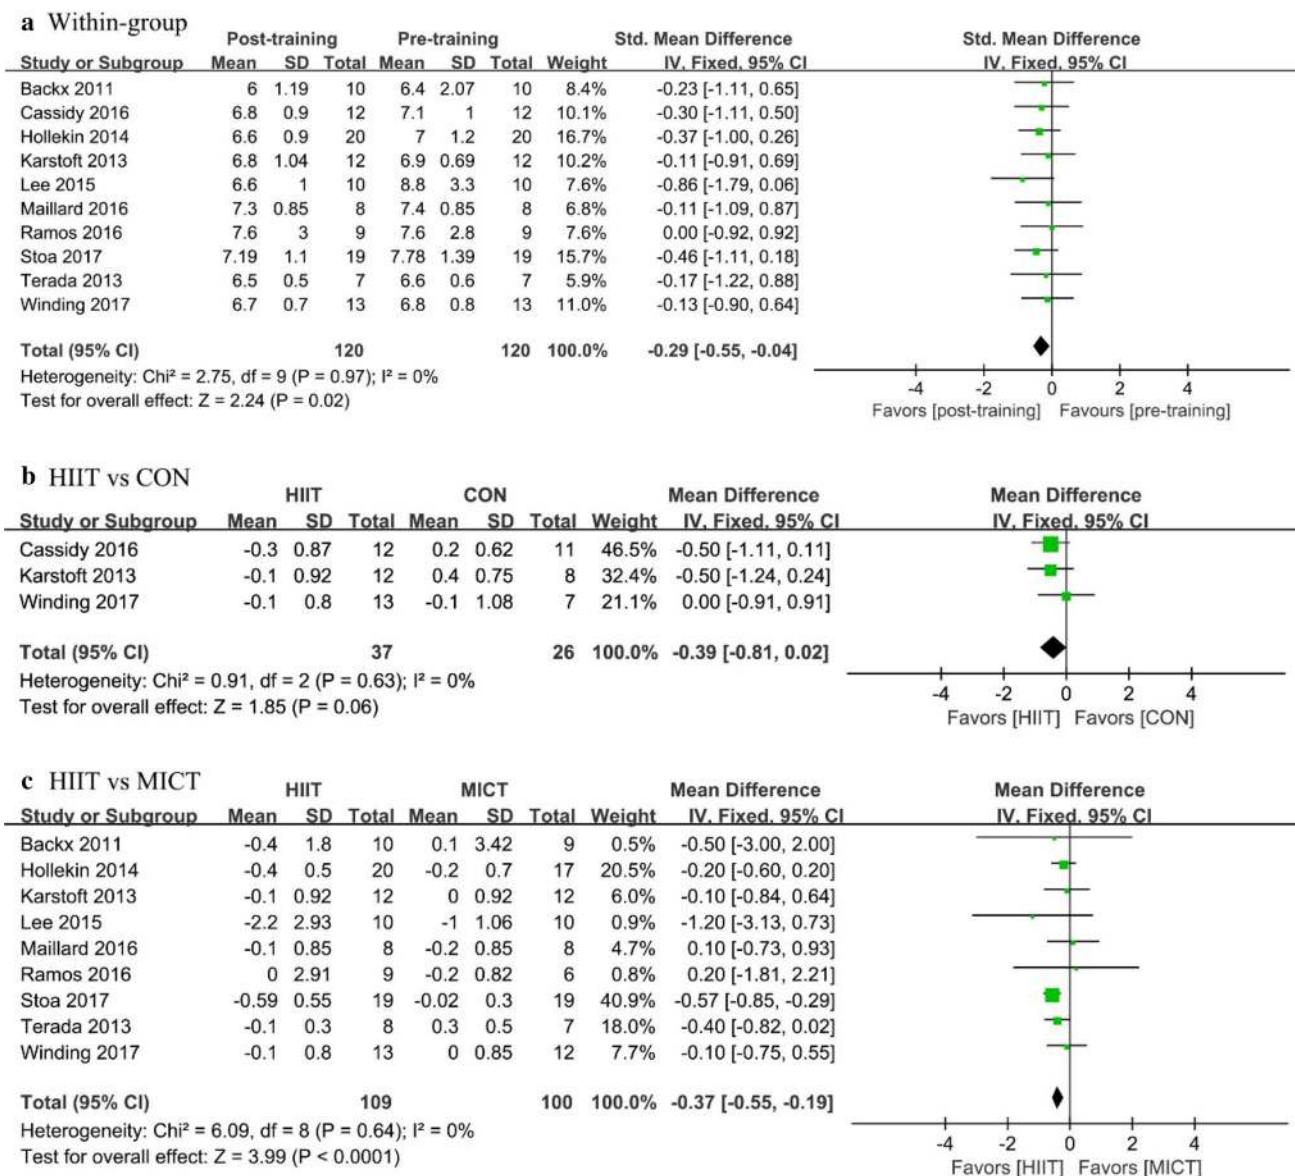 a Within-group
Post-training Pre-training Std. Mean Difference Std. Mean Difference
Study or Subgroup Mean SD Total Mean SD Total Weight IV, Fixed, 95% CI IV, Fixed, 95% CI
Backx 2011 6 1.19 10 6.4 2.07 10 8.4% -0.23 [-1.11, 0.65]
Cassidy 2016 6.8 0.9 12 7.1 1 12 10.1% -0.30 [-1.11, 0.50]
Hollekin 2014 6.6 0.9 20 7 1.2 20 16.7% -0.37 [-1.00, 0.26]
Karstoft 2013 6.8 1.04 12 6.9 0.69 12 10.2% -0.11 [-0.91, 0.69]
Lee 2015 6.6 1 10 8.8 3.3 10 7.6% -0.86 [-1.79, 0.06]
Maillard 2016 7.3 0.85 8 7.4 0.85 8 6.8% -0.11 [-1.09, 0.87]
Ramos 2016 7.6 3 9 7.6 2.8 9 7.6% 0.00 [-0.92, 0.92]
Stoa 2017 7.19 1.1 19 7.78 1.39 19 15.7% -0.46 [-1.11, 0.18]
Terada 2013 6.5 0.5 7 6.6 0.6 7 5.9% -0.17 [-1.22, 0.88]
Winding 2017 6.7 0.7 13 6.8 0.8 13 11.0% -0.13 [-0.90, 0.64]
Total (95% CI) 120 120 100.0% -0.29 [-0.55, -0.04]
Heterogeneity: Chi² = 2.75, df = 9 (P = 0.97); I² = 0%
Test for overall effect: Z = 2.24 (P = 0.02)
-4 -2 0 2 4
Favors [post-training] Favours [pre-training]
b HIIT vs CON
HIIT CON Mean Difference Mean Difference
Study or Subgroup Mean SD Total Mean SD Total Weight IV, Fixed, 95% CI IV, Fixed, 95% CI
Cassidy 2016 -0.3 0.87 12 0.2 0.62 11 46.5% -0.50 [-1.11, 0.11]
Karstoft 2013 -0.1 0.92 12 0.4 0.75 8 32.4% -0.50 [-1.24, 0.24]
Winding 2017 -0.1 0.8 13 -0.1 1.08 7 21.1% 0.00 [-0.91, 0.91]
Total (95% CI) 37 26 100.0% -0.39 [-0.81, 0.02]
Heterogeneity: Chi² = 0.91, df = 2 (P = 0.63); I² = 0%
Test for overall effect: Z = 1.85 (P = 0.06)
-4 -2 0 2 4
Favors [HIIT] Favors [CON]
c HIIT vs MICT
HIIT MICT Mean Difference Mean Difference
Study or Subgroup Mean SD Total Mean SD Total Weight IV, Fixed, 95% CI IV, Fixed, 95% CI
Backx 2011 -0.4 1.8 10 0.1 3.42 9 0.5% -0.50 [-3.00, 2.00]
Hollekin 2014 -0.4 0.5 20 -0.2 0.7 17 20.5% -0.20 [-0.60, 0.20]
Karstoft 2013 -0.1 0.92 12 0 0.92 12 6.0% -0.10 [-0.84, 0.64]
Lee 2015 -2.2 2.93 10 -1 1.06 10 0.9% -1.20 [-3.13, 0.73]
Maillard 2016 -0.1 0.85 8 -0.2 0.85 8 4.7% 0.10 [-0.73, 0.93]
Ramos 2016 0 2.91 9 -0.2 0.82 6 0.8% 0.20 [-1.81, 2.21]
Stoa 2017 -0.59 0.55 19 -0.02 0.3 19 40.9% -0.57 [-0.85, -0.29]
Terada 2013 -0.1 0.3 8 0.3 0.5 7 18.0% -0.40 [-0.82, 0.02]
Winding 2017 -0.1 0.8 13 0 0.85 12 7.7% -0.10 [-0.75, 0.55]
Total (95% CI) 109 100 100.0% -0.37 [-0.55, -0.19]
Heterogeneity: Chi² = 6.09, df = 8 (P = 0.64); I² = 0%
Test for overall effect: Z = 3.99 (P < 0.0001)
-4 -2 0 2 4
Favors [HIIT] Favors [MICT]